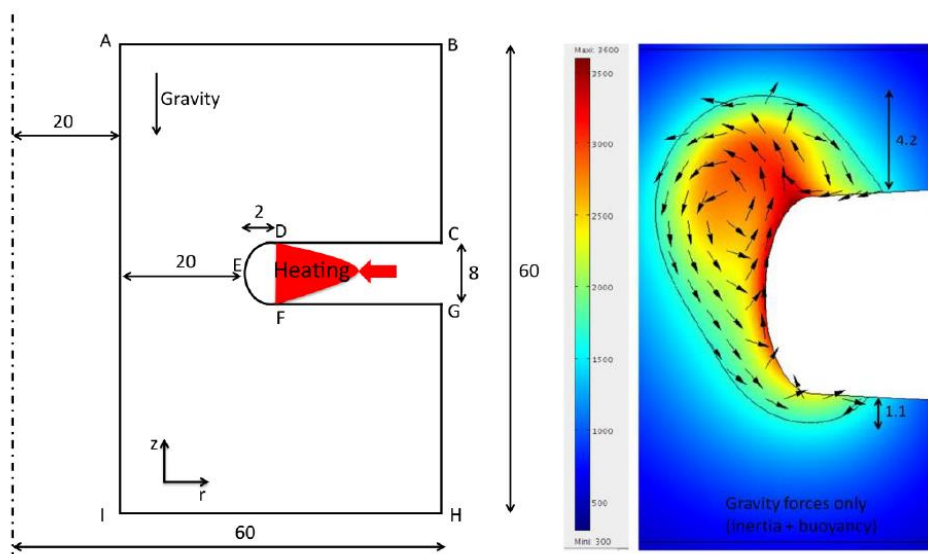 A
B
Gravity
20
2
D
C
20
E
Heating
8
60
F
G
z
r
I
H
60
Maxi: 3600
3500
3000
2500
2000
1500
1000
500
Mini: 300
4.2
1.1
Gravity forces only
(inertia + buoyancy)